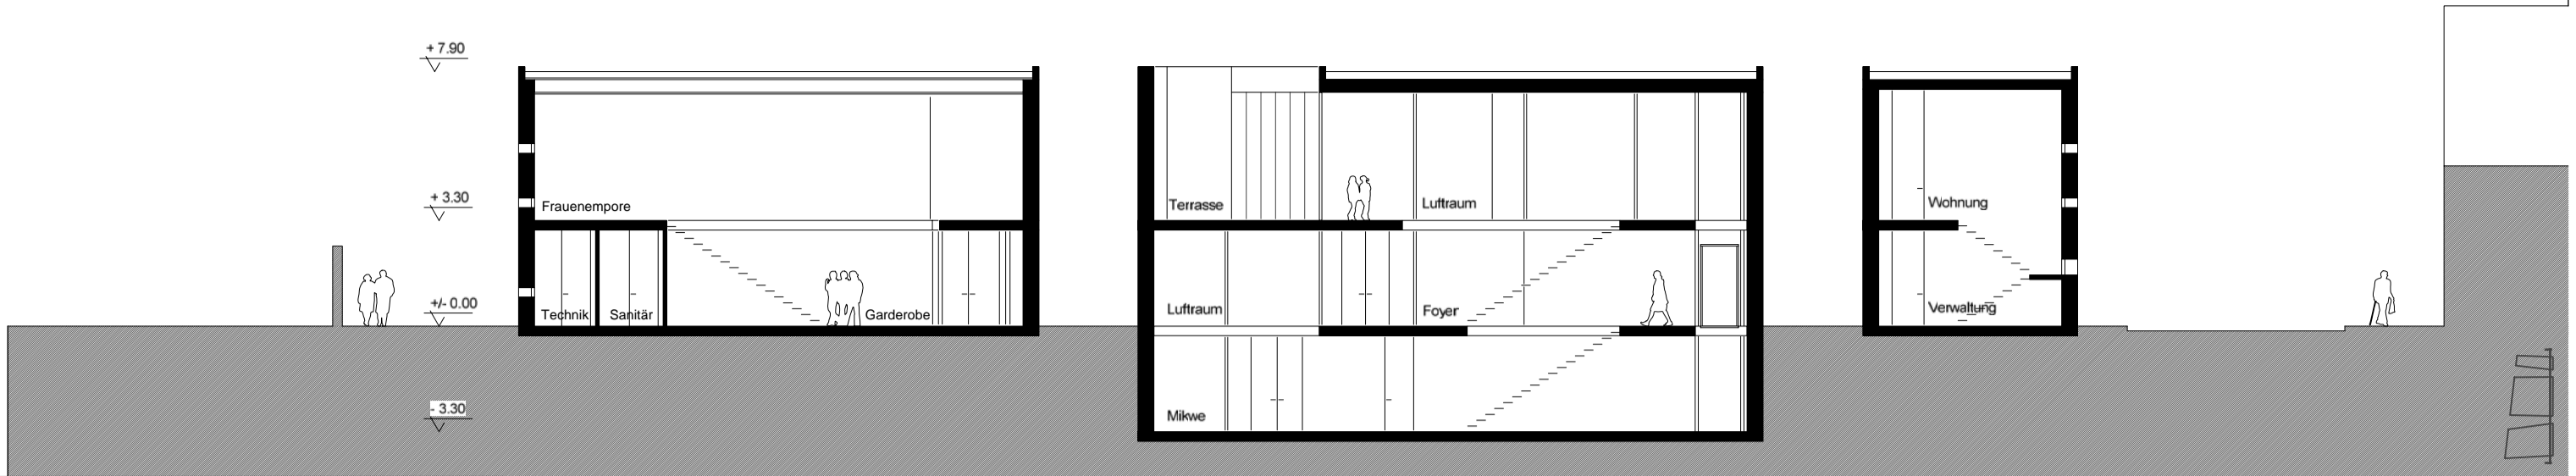 + 7.90
+ 3.30
+/- 0.00
- 3.30
Frauenempore
Technik
Sanitär
Garderobe
Terrasse
Luftraum
Luftraum
Foyer
Mikwe
Wohnung
Verwaltung